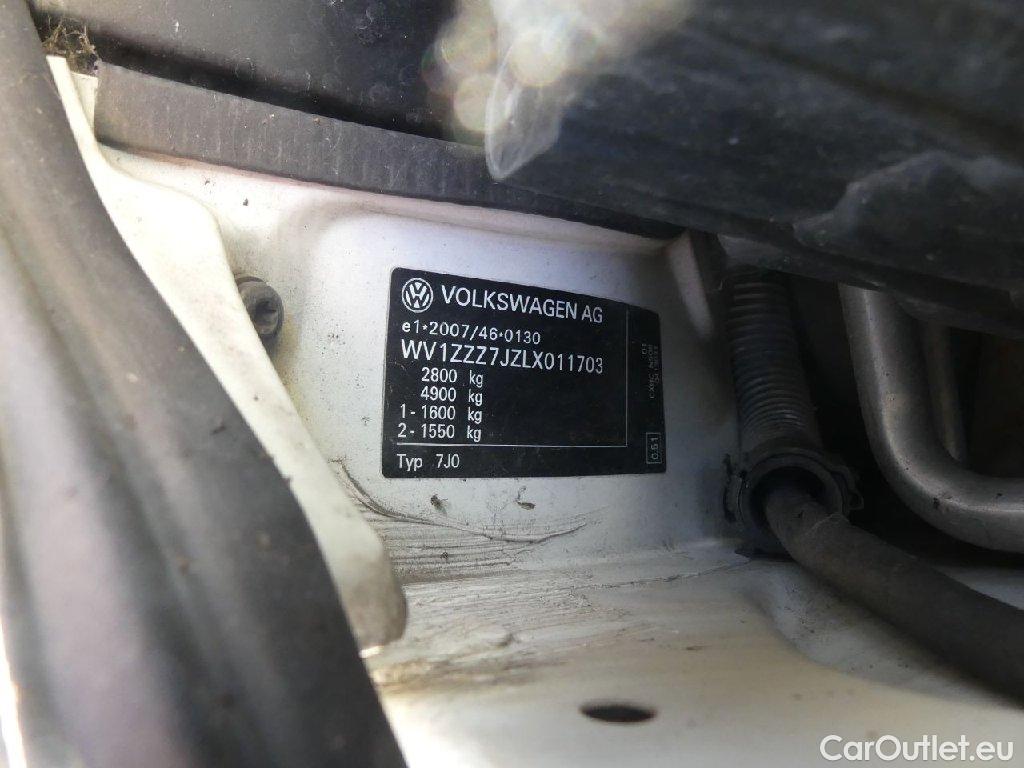 VOLKSWAGEN AG
e1*2007/46*0130
WV1ZZZ7JZLX011703
2800 kg
4900 kg
1 - 1600 kg
2 - 1550 kg
Typ 7J0
0.51
CarOutlet.eu